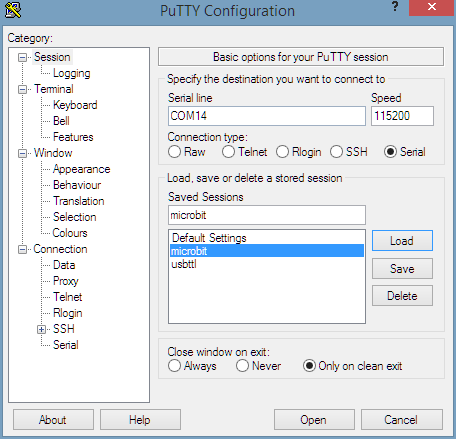 PuTTY Configuration
?
Category:
Session
Logging
Terminal
Keyboard
Bell
Features
Window
Appearance
Behaviour
Translation
Selection
Colours
Connection
Data
Proxy
Telnet
Rlogin
SSH
Serial
Basic options for your PuTTY session
Specify the destination you want to connect to
Serial line Speed
COM14 115200
Connection type:
Raw Telnet Rlogin SSH Serial
Load, save or delete a stored session
Saved Sessions
microbit
Default Settings
microbit
usbttl
Load
Save
Delete
Close window on exit:
Always Never Only on clean exit
About Help Open Cancel